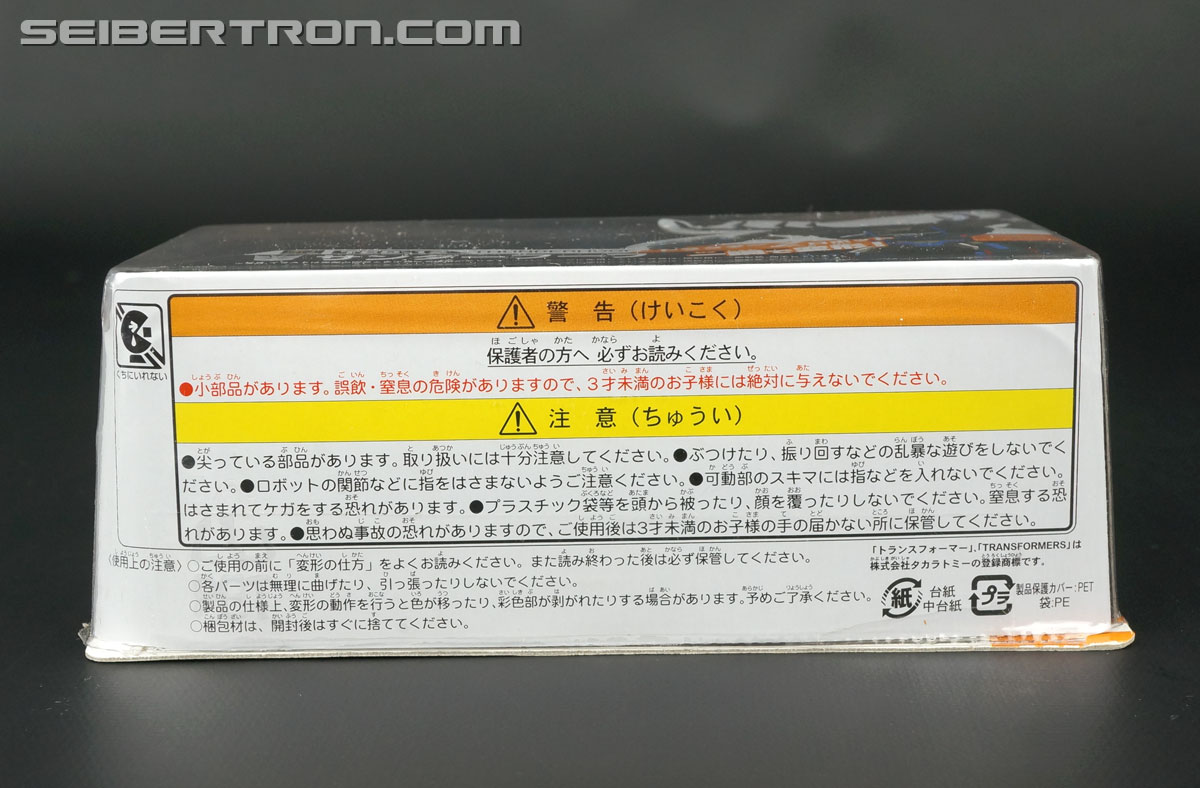 SEIBERTRON.com
警 告（けいこく）
保護者の方へ 必ずお読みください。
くちにいれない
●小部品があります。誤飲・窒息の危険がありますので、3才未満のお子様には絶対に与えないでください。
注 意（ちゅうい）
●尖っている部品があります。取り扱いには十分注意してください。●ぶつけたり、振り回すなどの乱暴な遊びをしないでく
ださい。●ロボットの関節などに指をはさまないようご注意ください。●可動部のスキマには指などを入れないでください。
はさまれてケガをする恐れがあります。●プラスチック袋等を頭から被ったり、顔を覆ったりしないでください。窒息する恐
れがあります。●思わぬ事故の恐れがありますので、ご使用後は3才未満のお子様の手の届かない所に保管してください。
〈使用上の注意〉○ご使用の前に「変形の仕方」をよくお読みください。また読み終わった後は必ず保管してください。
○各パーツは無理に曲げたり、引っ張ったりしないでください。
○製品の仕様上、変形の動作を行うと色が移ったり、彩色部が剥がれたりする場合があります。予めご了承ください。
○梱包材は、開封後はすぐに捨ててください。
「トランスフォーマー」、「TRANSFORMERS」は
株式会社タカラトミーの登録商標です。
紙 台紙
中台紙
プラ 製品保護カバー：PET
袋：PE